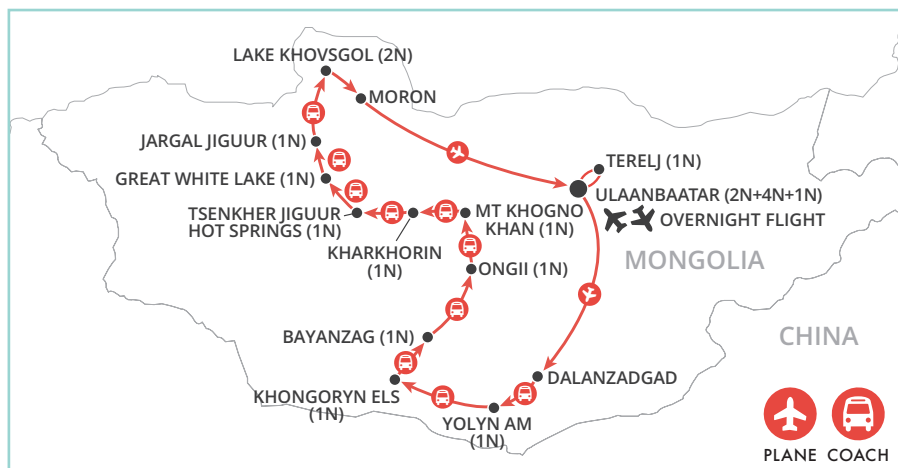 LAKE KHOVSGOL (2N)
MORON
JARGAL JIGUUR (1N)
TERELJ (1N)
GREAT WHITE LAKE (1N)
ULAANBAATAR (2N+4N+1N)
TSENKHER JIGUUR
HOT SPRINGS (1N)
MT KHOGNO
KHAN (1N)
OVERNIGHT FLIGHT
KHARKHORIN
(1N)
ONGII (1N)
MONGOLIA
BAYANZAG (1N)
CHINA
DALANZADGAD
KHONGORYN ELS
(1N)
YOLYN AM
(1N)
PLANE COACH